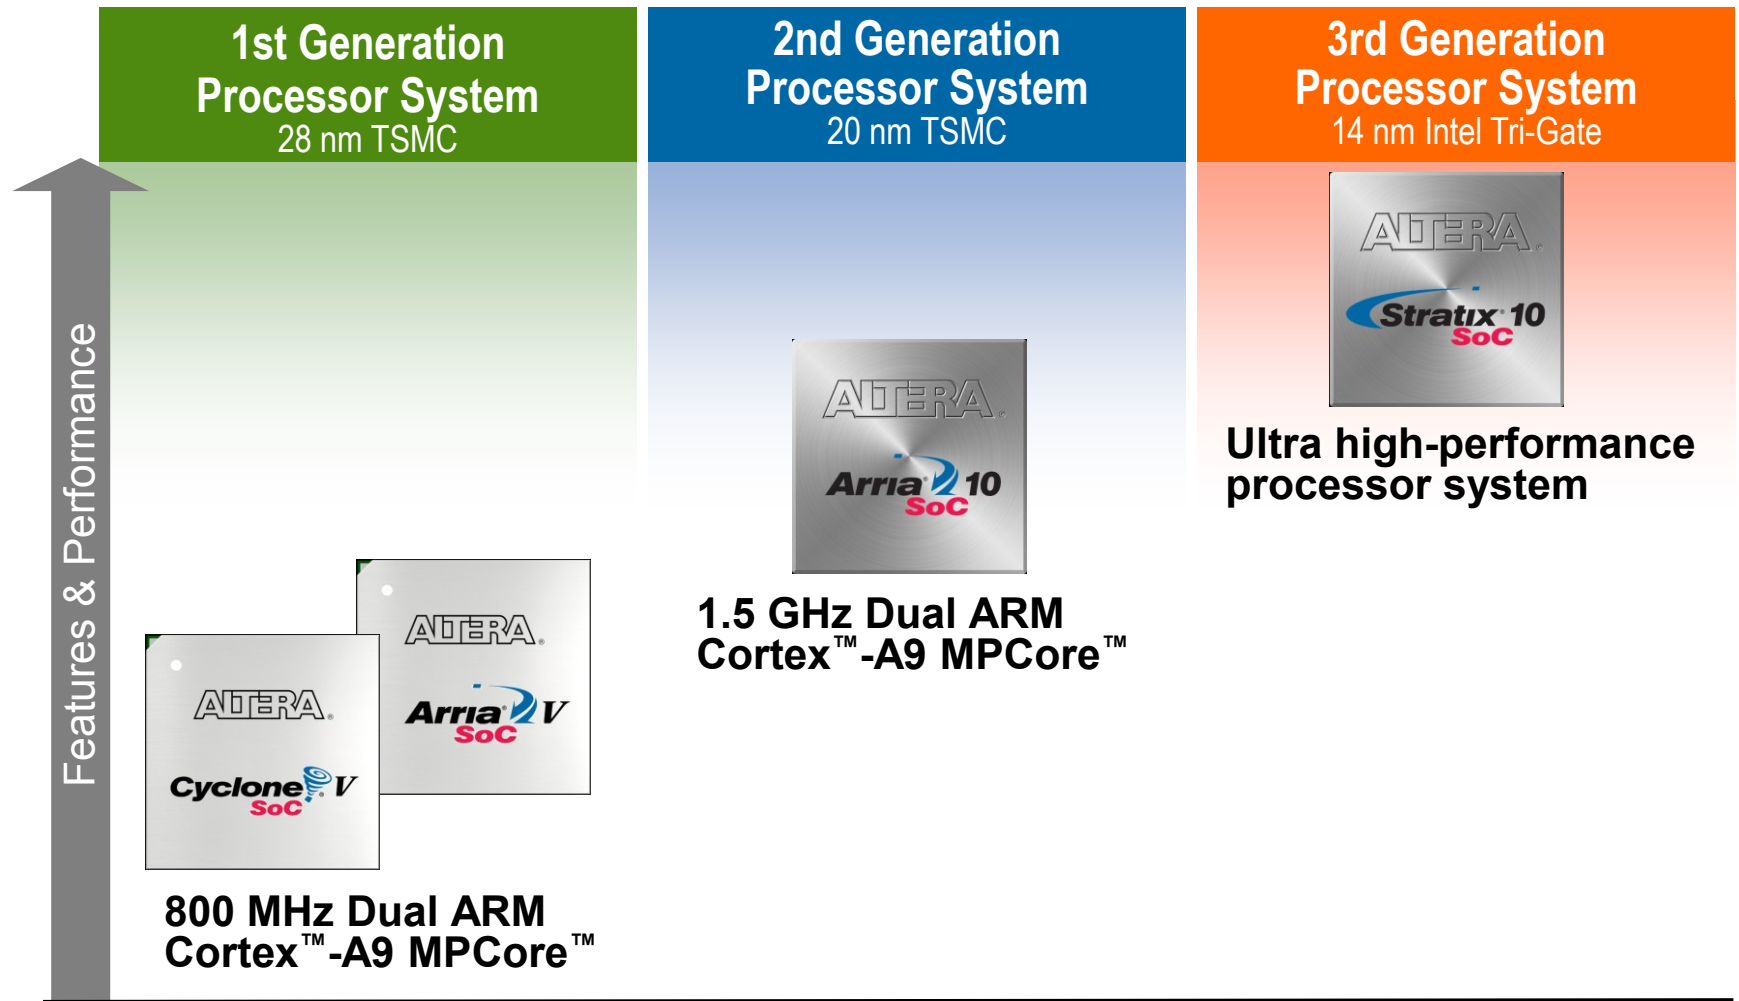 1st Generation
Processor System
28 nm TSMC
2nd Generation
Processor System
20 nm TSMC
3rd Generation
Processor System
14 nm Intel Tri-Gate
Features & Performance
ALTERA®
Cyclone® V
SoC
ALTERA®
Arria® V
SoC
800 MHz Dual ARM
Cortex™-A9 MPCore™
ALTERA®
Arria® 10
SoC
1.5 GHz Dual ARM
Cortex™-A9 MPCore™
ALTERA®
Stratix® 10
SoC
Ultra high-performance
processor system